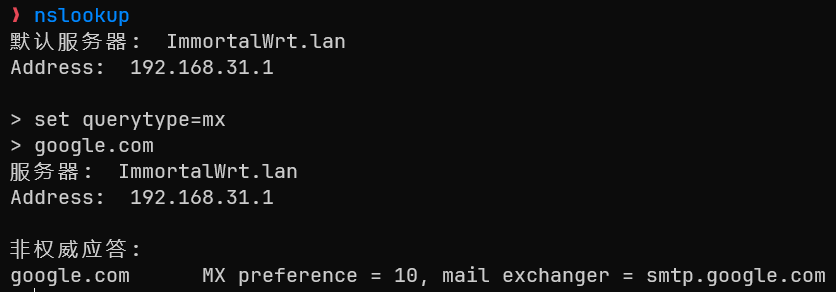 ❯ nslookup
默认服务器:  ImmortalWrt.lan
Address:  192.168.31.1

> set querytype=mx
> google.com
服务器:  ImmortalWrt.lan
Address:  192.168.31.1

非权威应答:
google.com      MX preference = 10, mail exchanger = smtp.google.com